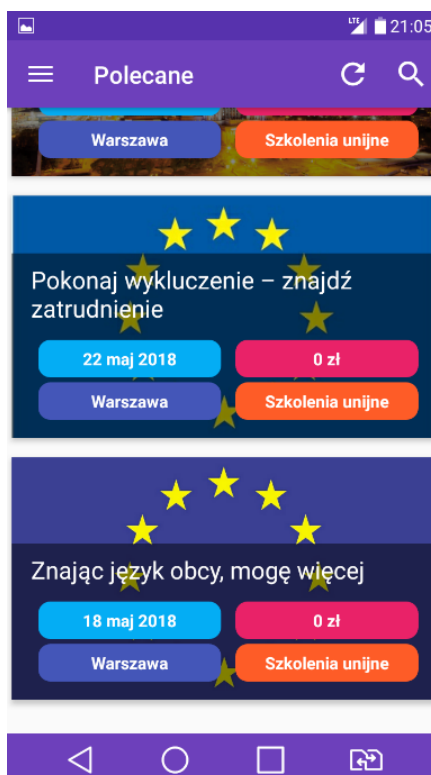 LTE 21:05
Polecane
Warszawa Szkolenia unijne
Pokonaj wykluczenie – znajdź
zatrudnienie
22 maj 2018 0 zł
Warszawa Szkolenia unijne
Znając język obcy, mogę więcej
18 maj 2018 0 zł
Warszawa Szkolenia unijne